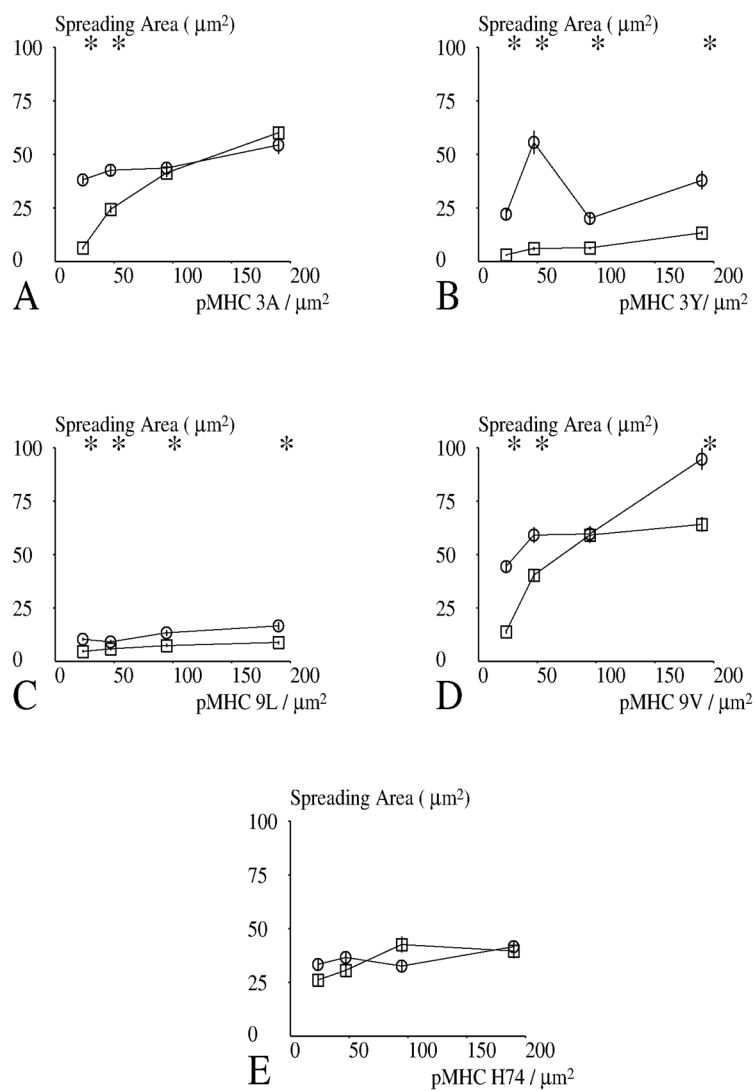 Spreading Area ( μm²)
* *
100
75
50
25
0
0 50 100 150 200
A pMHC 3A / μm²
Spreading Area ( μm²)
* * * *
100
75
50
25
0
0 50 100 150 200
B pMHC 3Y/ μm²
Spreading Area ( μm²)
* * * *
100
75
50
25
0
0 50 100 150 200
C pMHC 9L / μm²
Spreading Area ( μm²)
* * *
100
75
50
25
0
0 50 100 150 200
D pMHC 9V / μm²
Spreading Area ( μm²)
100
75
50
25
0
0 50 100 150 200
E pMHC H74 / μm²